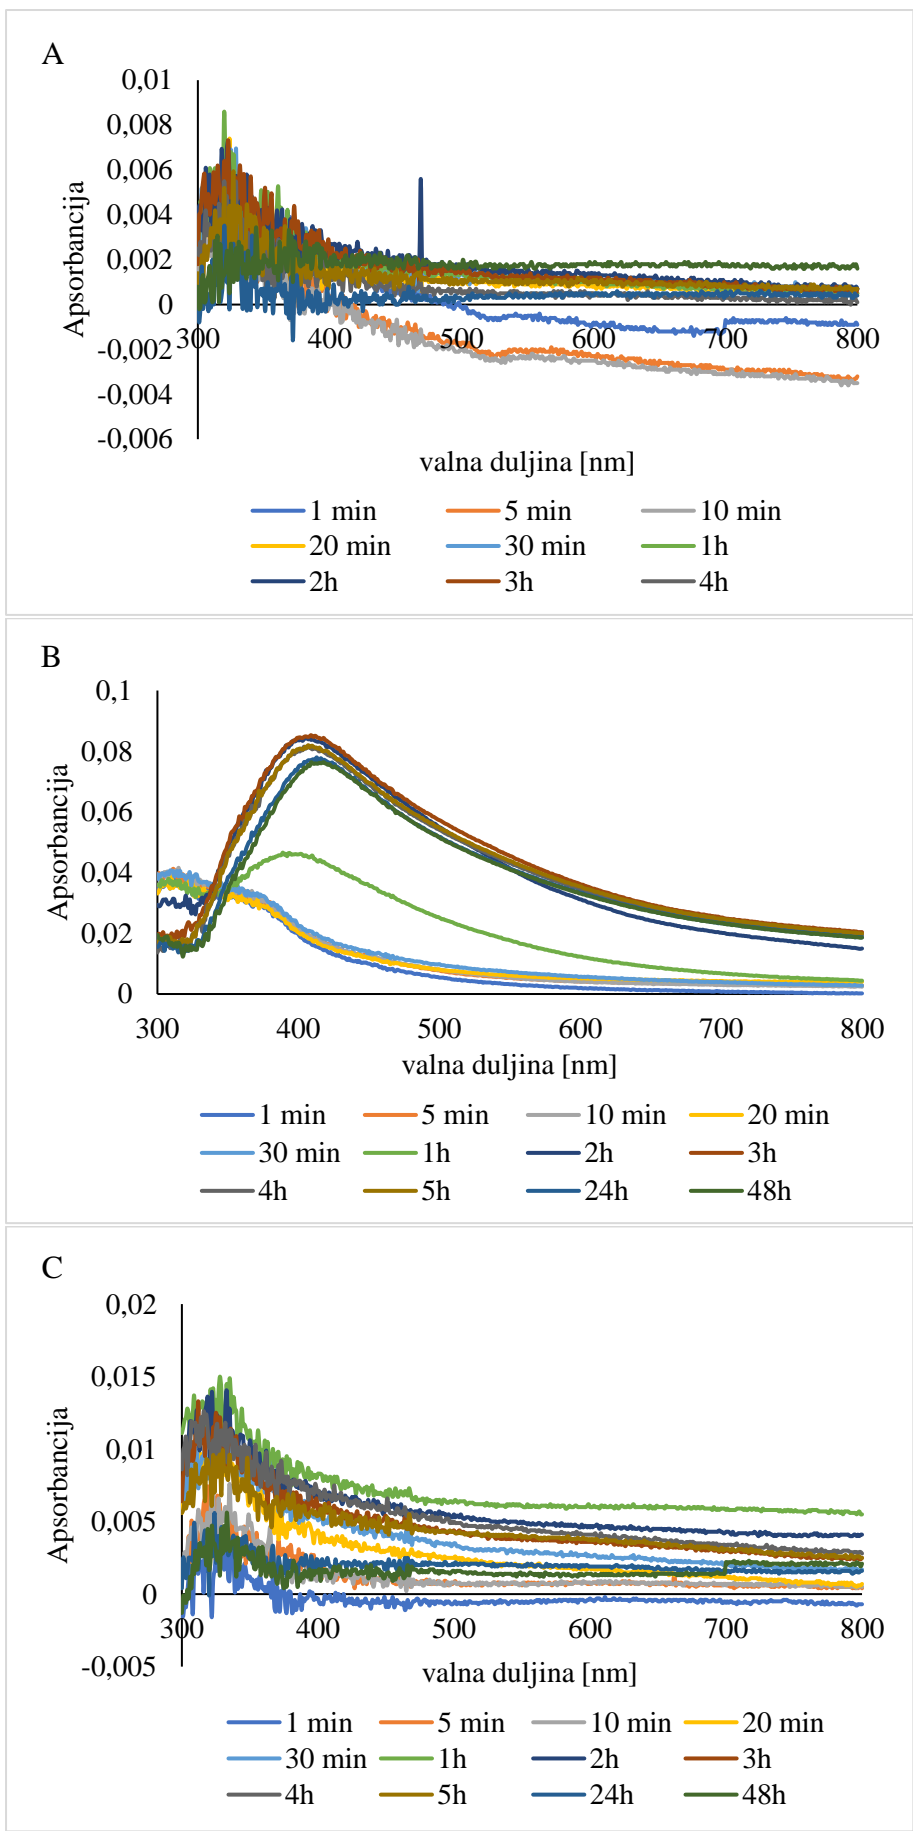 A
0,01
0,008
0,006
0,004
0,002
0
-0,002
-0,004
-0,006
Apsorbancija
300 400 500 600 700 800
valna duljina [nm]
1 min 5 min 10 min
20 min 30 min 1h
2h 3h 4h
B
0,1
0,08
0,06
0,04
0,02
0
Apsorbancija
300 400 500 600 700 800
valna duljina [nm]
1 min 5 min 10 min 20 min
30 min 1h 2h 3h
4h 5h 24h 48h
C
0,02
0,015
0,01
0,005
0
-0,005
Apsorbancija
300 400 500 600 700 800
valna duljina [nm]
1 min 5 min 10 min 20 min
30 min 1h 2h 3h
4h 5h 24h 48h